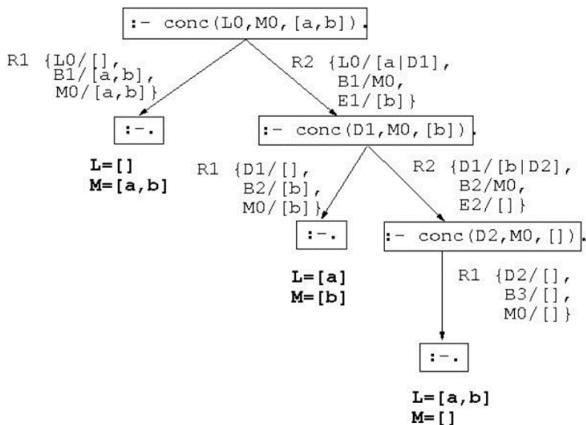 :- conc(L0,M0,[a,b]).
R1 {L0/[],
B1/[a,b],
M0/[a,b]}
R2 {L0/[a|D1],
B1/M0,
E1/[b]}
:-.
:- conc(D1,M0,[b]).
L=[]
M=[a,b]
R1 {D1/[],
B2/[b],
M0/[b]}
R2 {D1/[b|D2],
B2/M0,
E2/[]}
:-.
:- conc(D2,M0,[]).
L=[a]
M=[b]
R1 {D2/[],
B3/[],
M0/[]}
:-.
L=[a,b]
M=[]